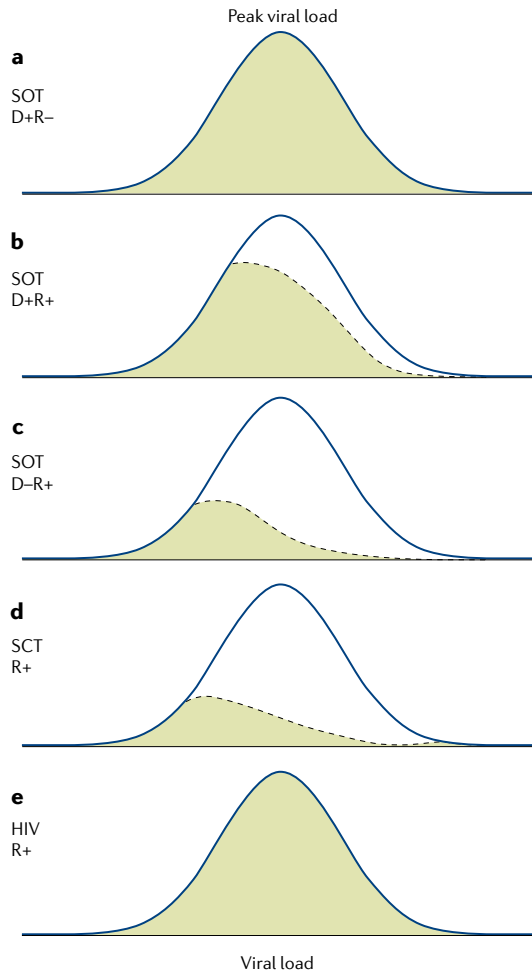 Peak viral load
a
SOT
D+R–
b
SOT
D+R+
c
SOT
D–R+
d
SCT
R+
e
HIV
R+
Viral load